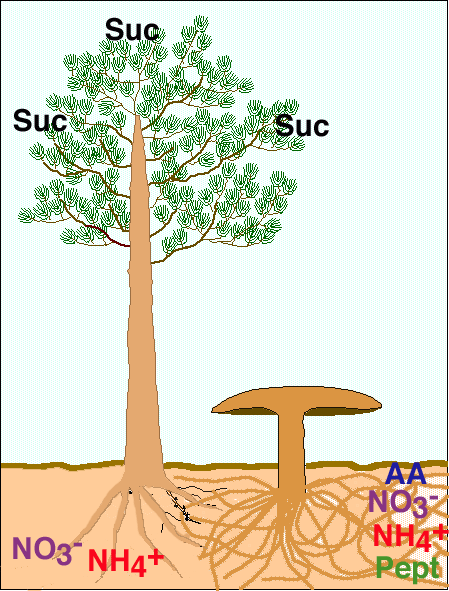 Suc
Suc
Suc
AA
NO3-
NH4+
Pept
NO3-
NH4+